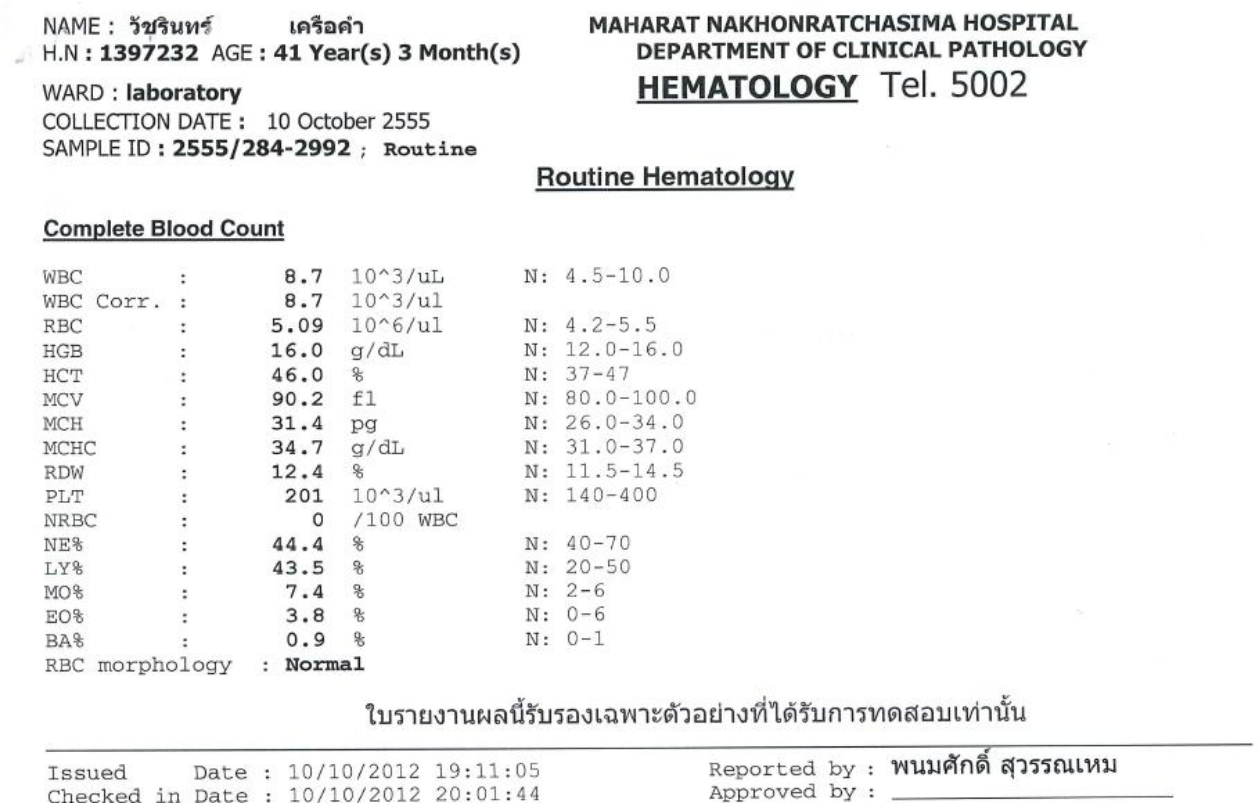 NAME : วัชรินทร์ เครือคำ
MAHARAT NAKHONRATCHASIMA HOSPITAL
H.N : 1397232 AGE : 41 Year(s) 3 Month(s)
DEPARTMENT OF CLINICAL PATHOLOGY
WARD : laboratory
HEMATOLOGY Tel. 5002
COLLECTION DATE : 10 October 2555
SAMPLE ID : 2555/284-2992 ; Routine
Routine Hematology
Complete Blood Count
WBC : 8.7 10^3/uL N: 4.5-10.0
WBC Corr. : 8.7 10^3/ul
RBC : 5.09 10^6/ul N: 4.2-5.5
HGB : 16.0 g/dL N: 12.0-16.0
HCT : 46.0 % N: 37-47
MCV : 90.2 fl N: 80.0-100.0
MCH : 31.4 pg N: 26.0-34.0
MCHC : 34.7 g/dL N: 31.0-37.0
RDW : 12.4 % N: 11.5-14.5
PLT : 201 10^3/ul N: 140-400
NRBC : 0 /100 WBC
NE% : 44.4 % N: 40-70
LY% : 43.5 % N: 20-50
MO% : 7.4 % N: 2-6
EO% : 3.8 % N: 0-6
BA% : 0.9 % N: 0-1
RBC morphology : Normal
ใบรายงานผลนี้รับรองเฉพาะตัวอย่างที่ได้รับการทดสอบเท่านั้น
Issued Date : 10/10/2012 19:11:05 Reported by : พนมศักดิ์ สุวรรณเหม
Checked in Date : 10/10/2012 20:01:44 Approved by :